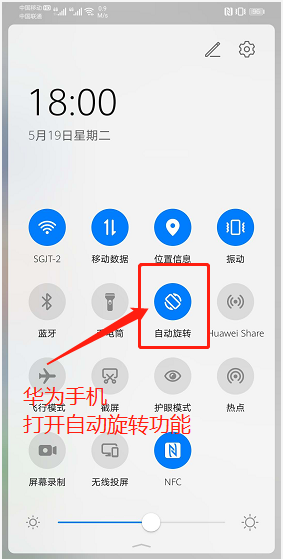 中国移动 HD
中国联通
0.9
M/s
18:00
5月19日星期二
SGJT-2 移动数据 位置信息 振动
蓝牙 手电筒 自动旋转 Huawei Share
飞行模式 截屏 护眼模式 热点
华为手机
打开自动旋转功能
屏幕录制 无线投屏 NFC